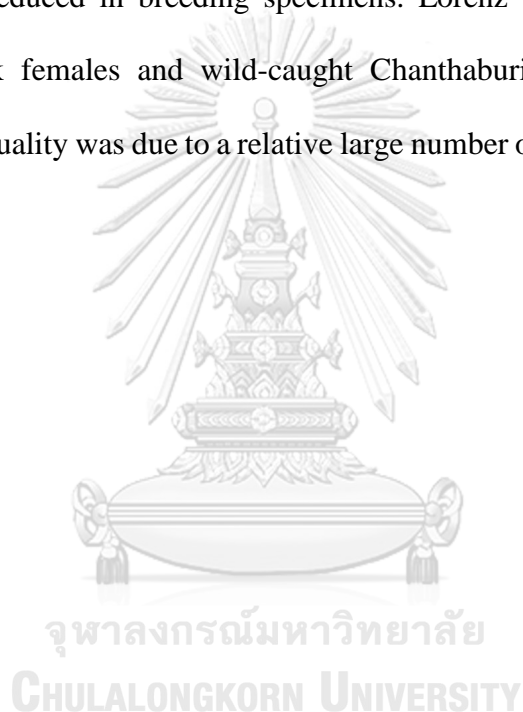 educed in breeding specimens. Lorenz
females and wild-caught Chanthaburi
uality was due to a relative large number
จุฬาลงกรณ์มหาวิทยาลัย
CHULALONGKORN UNIVERSITY